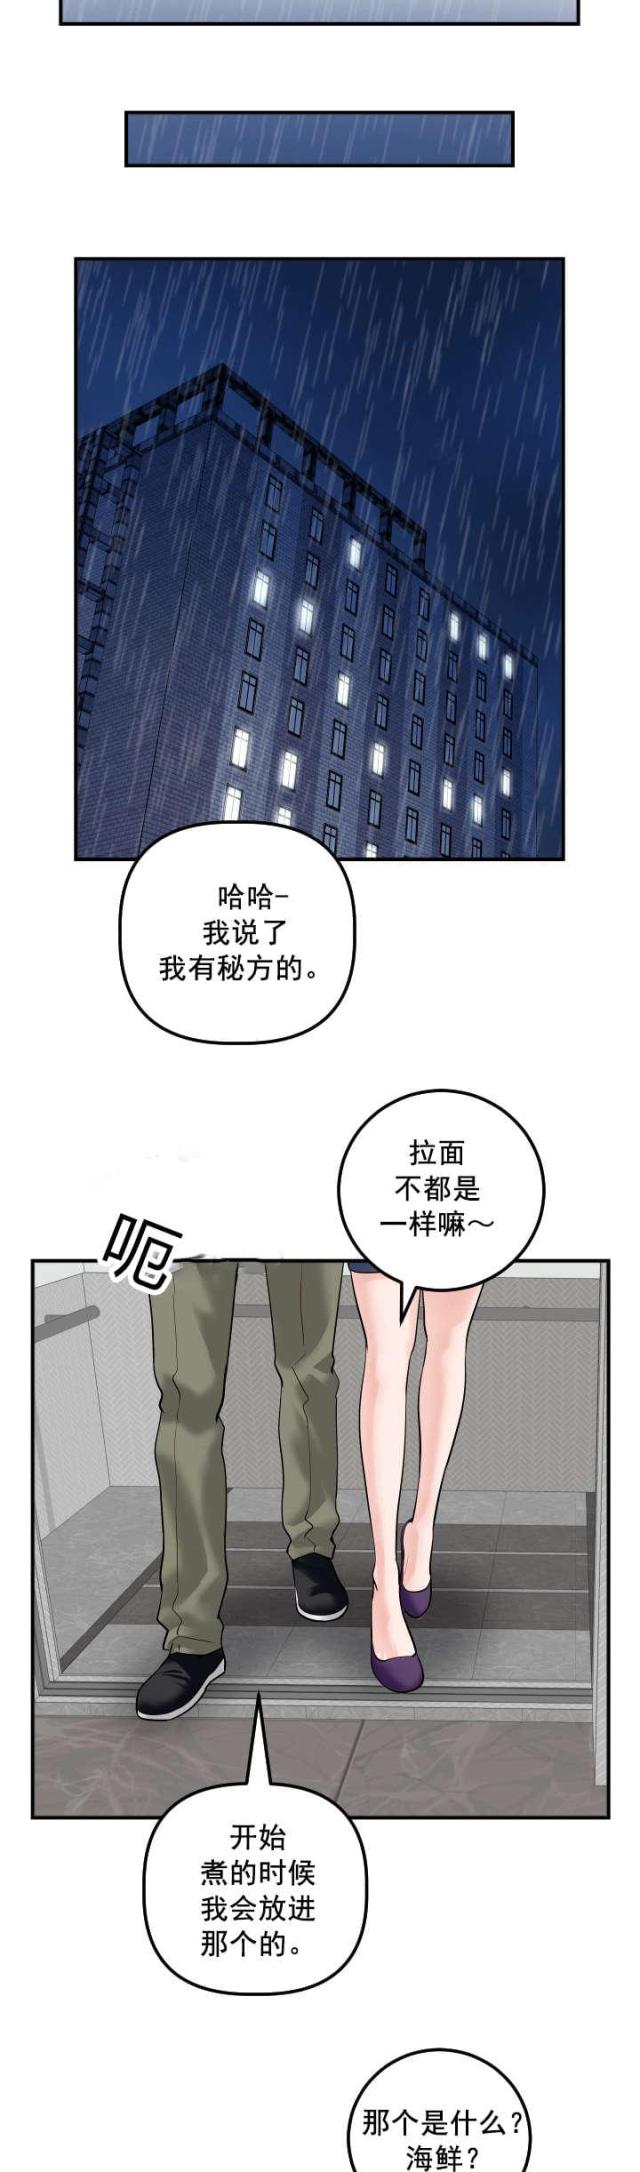 哈哈-
我说了
我有秘方的。
拉面
不都是
一样嘛～
呃
开始
煮的时候
我会放进
那个的。
那个是什么?
海鲜?